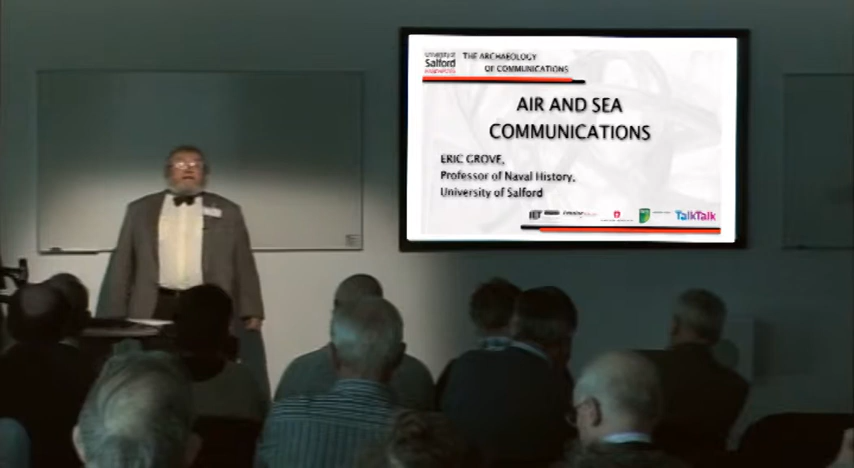 University of
Salford
THE ARCHAEOLOGY
OF COMMUNICATIONS
AIR AND SEA
COMMUNICATIONS
ERIC GROVE,
Professor of Naval History,
University of Salford
IET
TalkTalk